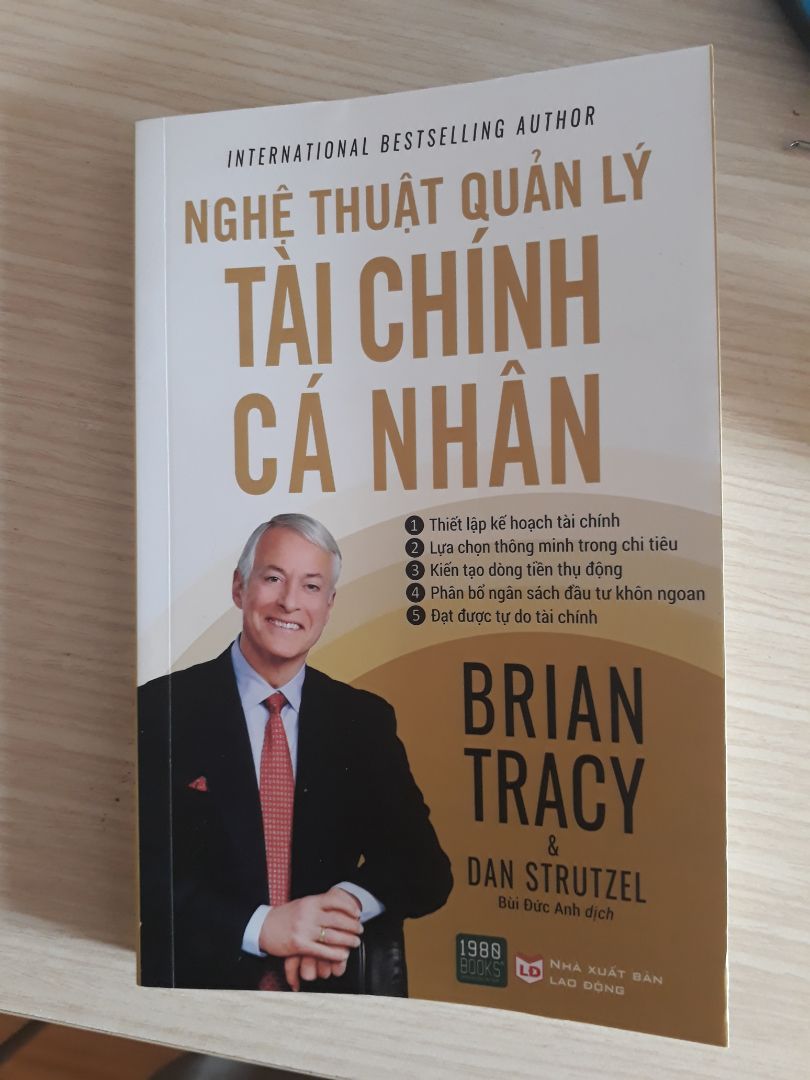 INTERNATIONAL BESTSELLING AUTHOR
NGHỆ THUẬT QUẢN LÝ
TÀI CHÍNH
CÁ NHÂN
1 Thiết lập kế hoạch tài chính
2 Lựa chọn thông minh trong chi tiêu
3 Kiến tạo dòng tiền thụ động
4 Phân bổ ngân sách đầu tư khôn ngoan
5 Đạt được tự do tài chính
BRIAN
TRACY
&
DAN STRUTZEL
Bùi Đức Anh dịch
1980
BOOKS
LĐ
NHÀ XUẤT BẢN
LAO ĐỘNG